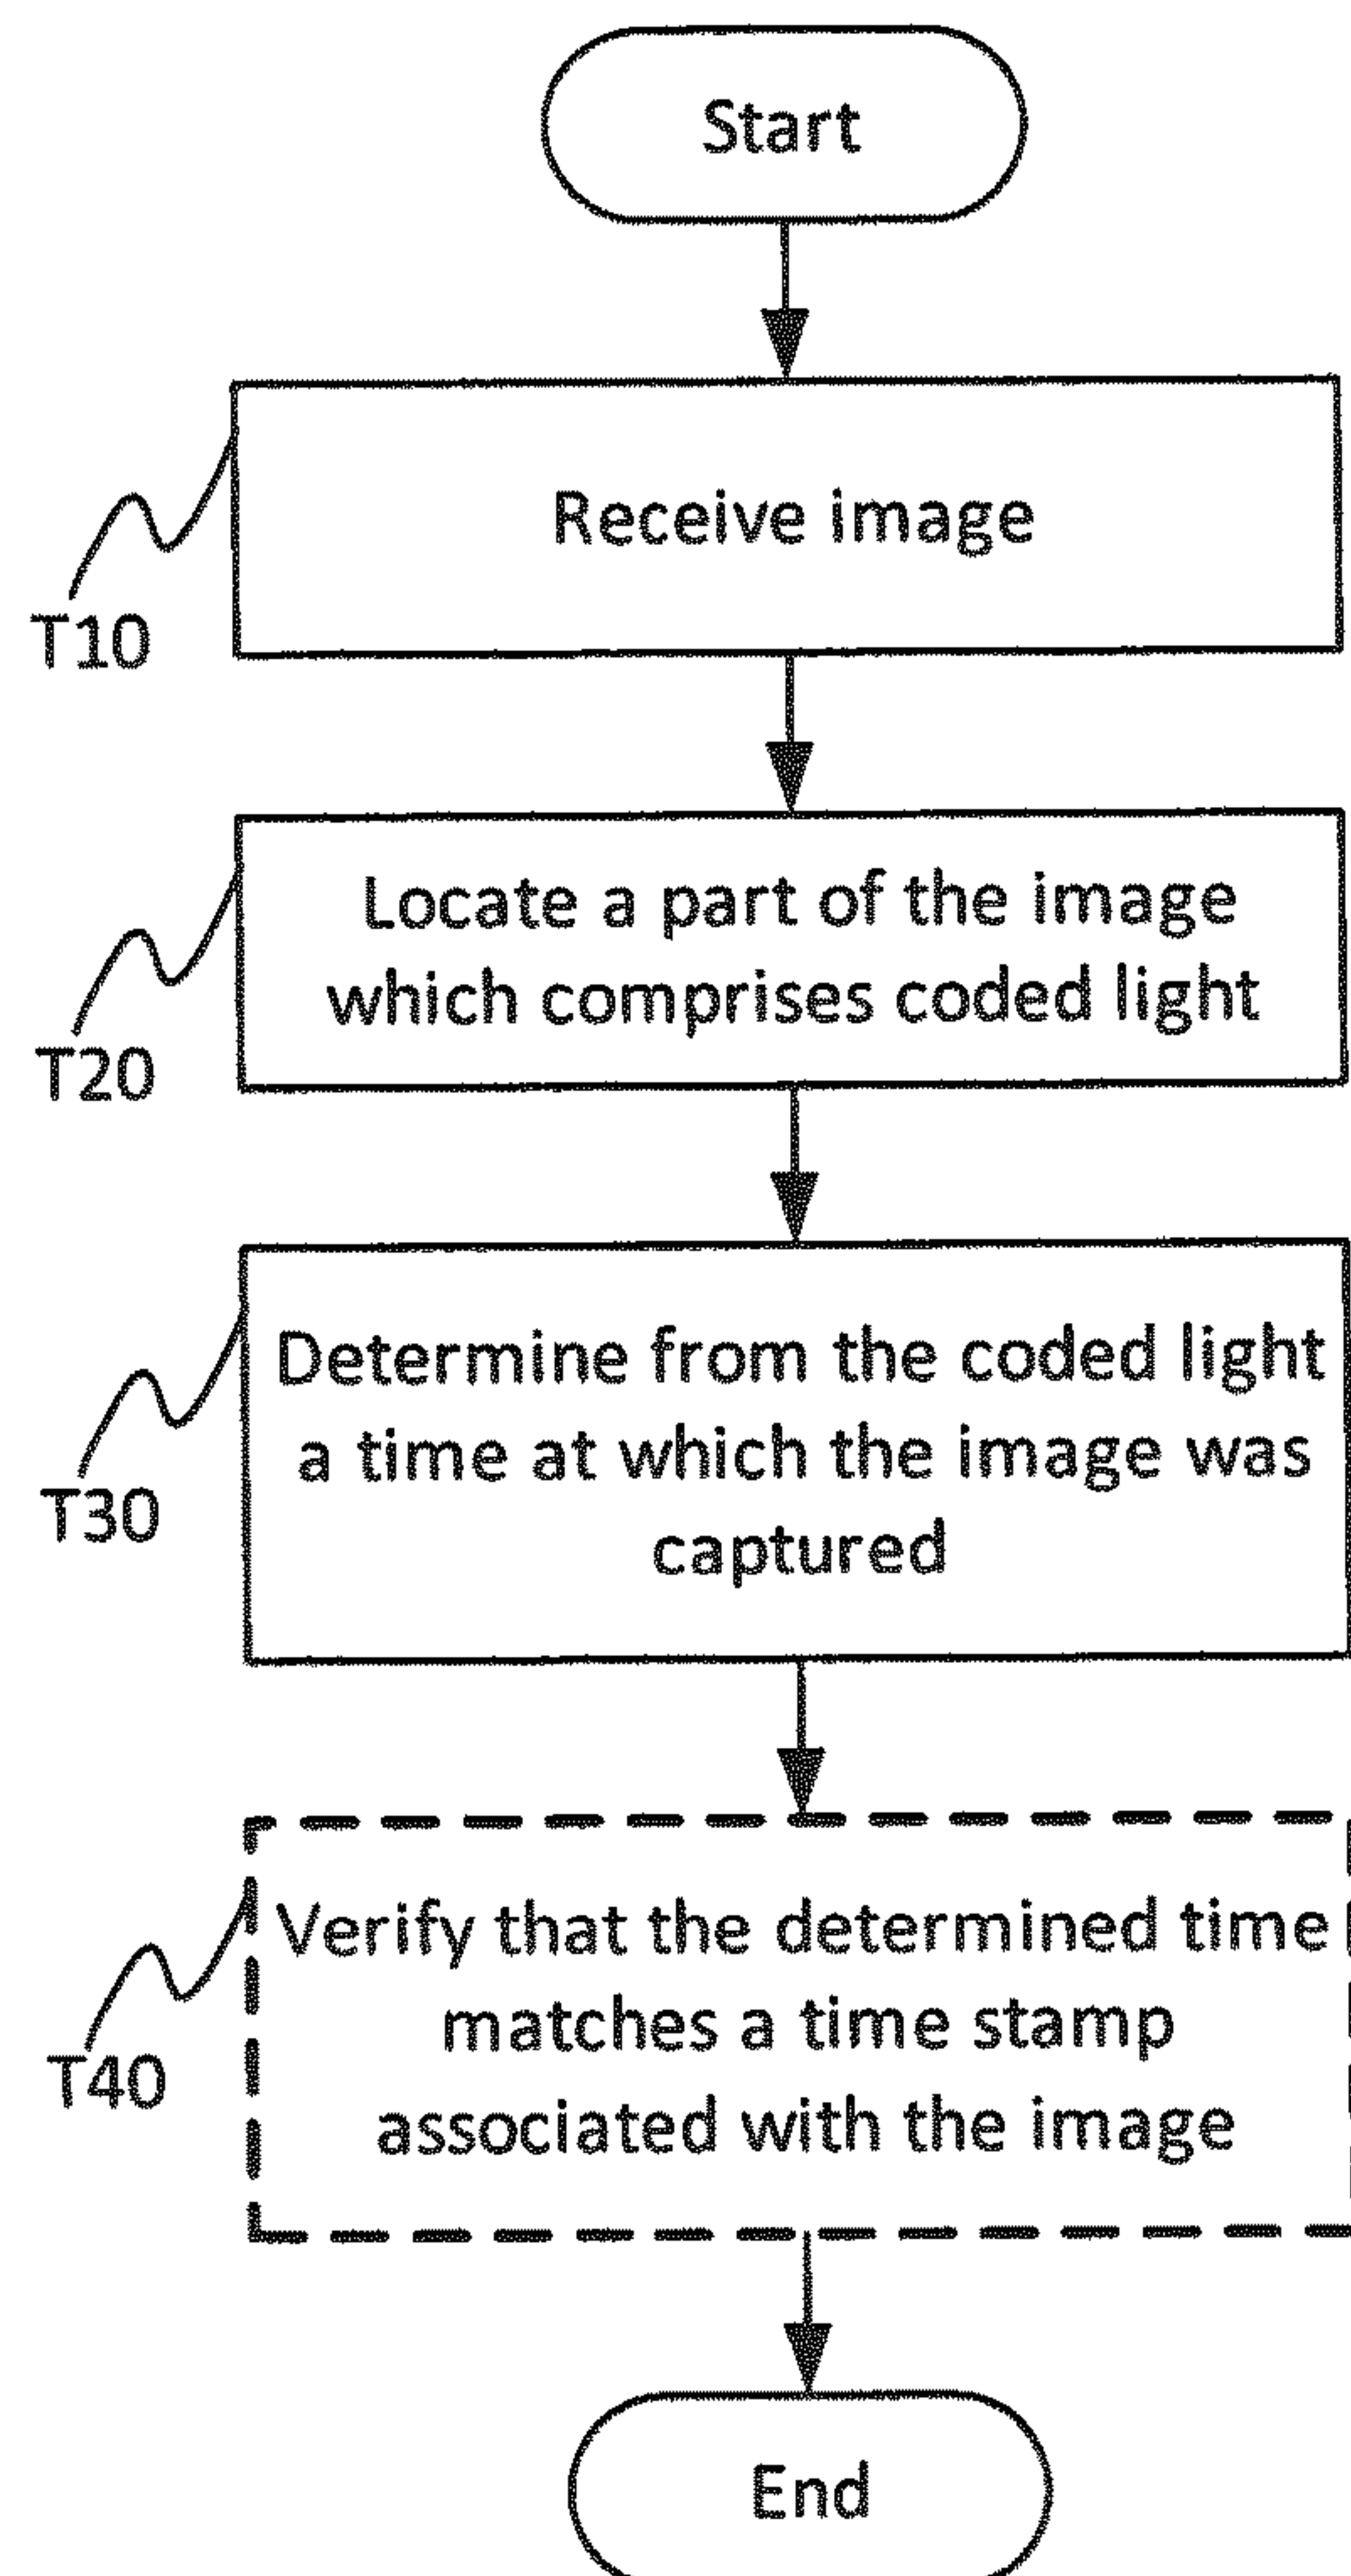 Start
Receive image
T10
Locate a part of the image
which comprises coded light
T20
Determine from the coded light
a time at which the image was
captured
T30
Verify that the determined time
matches a time stamp
associated with the image
T40
End